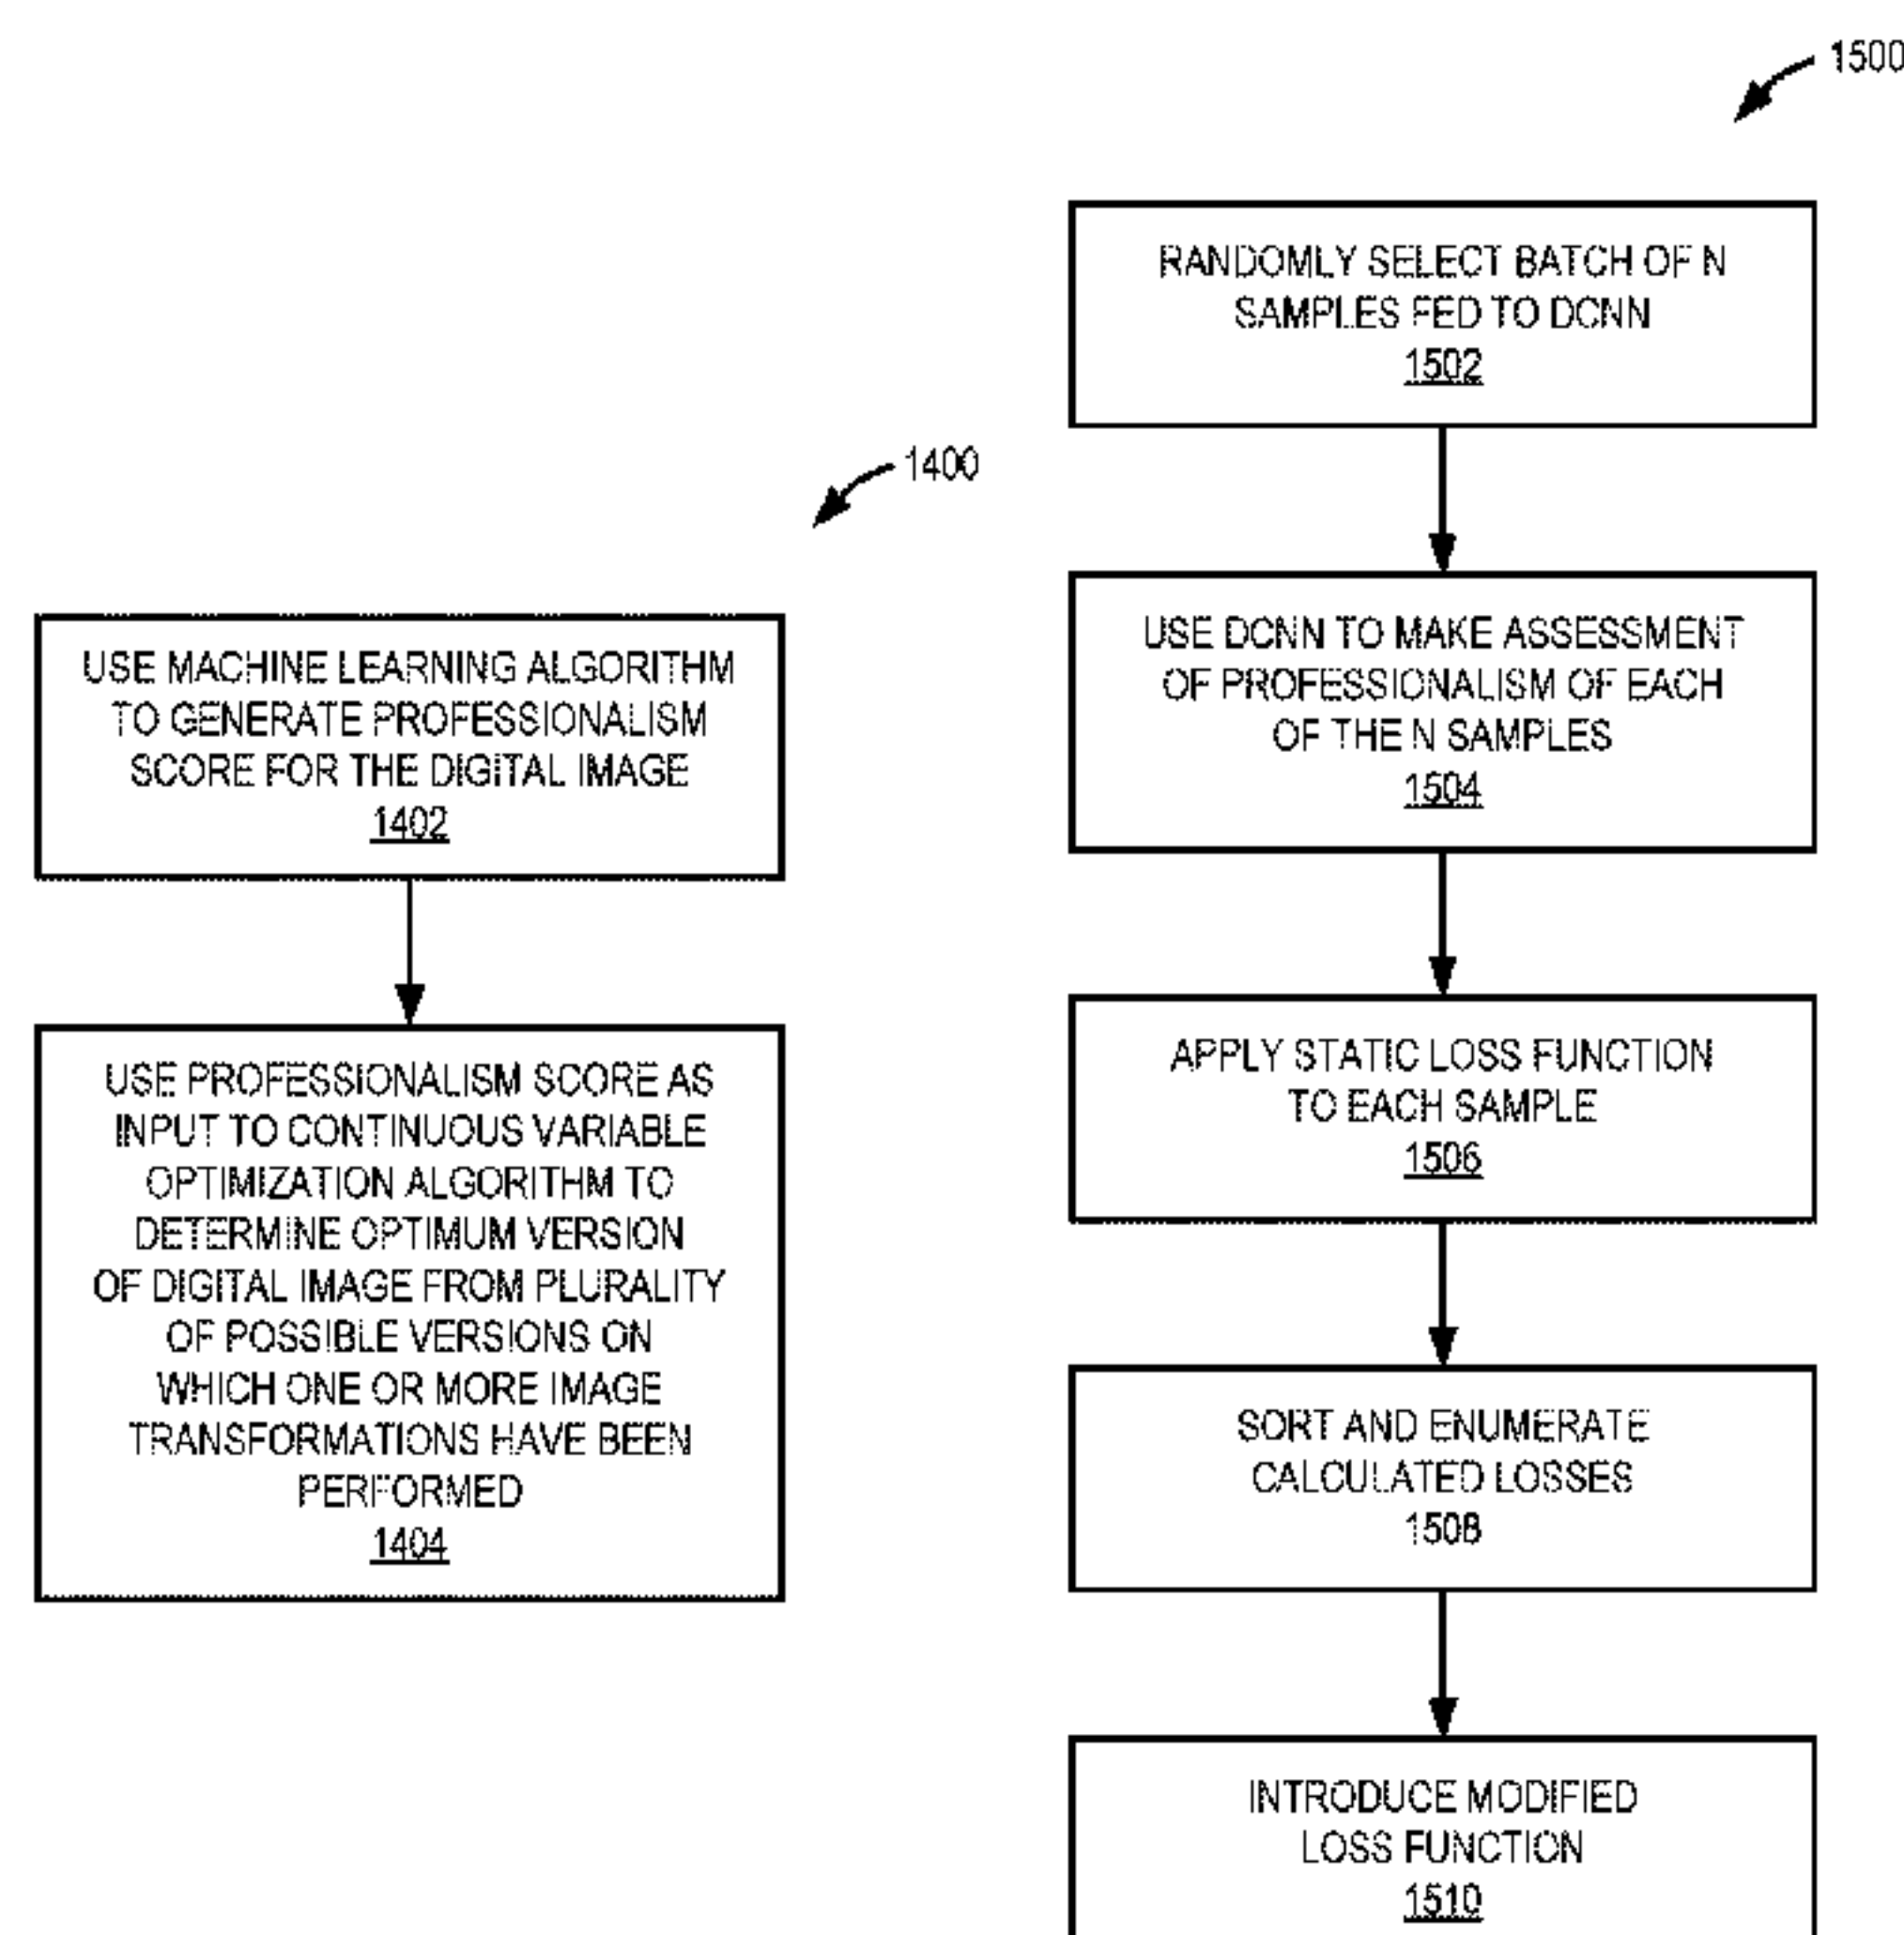 1400
USE MACHINE LEARNING ALGORITHM
TO GENERATE PROFESSIONALISM
SCORE FOR THE DIGITAL IMAGE
1402
USE PROFESSIONALISM SCORE AS
INPUT TO CONTINUOUS VARIABLE
OPTIMIZATION ALGORITHM TO
DETERMINE OPTIMUM VERSION
OF DIGITAL IMAGE FROM PLURALITY
OF POSSIBLE VERSIONS ON
WHICH ONE OR MORE IMAGE
TRANSFORMATIONS HAVE BEEN
PERFORMED
1404
1500
RANDOMLY SELECT BATCH OF N
SAMPLES FED TO DCNN
1502
USE DCNN TO MAKE ASSESSMENT
OF PROFESSIONALISM OF EACH
OF THE N SAMPLES
1504
APPLY STATIC LOSS FUNCTION
TO EACH SAMPLE
1506
SORT AND ENUMERATE
CALCULATED LOSSES
1508
INTRODUCE MODIFIED
LOSS FUNCTION
1510